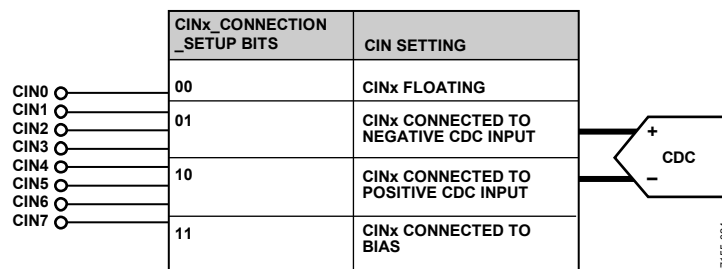 CINx_CONNECTION
_SETUP BITS
CIN SETTING
CIN0
CIN1
CIN2
CIN3
CIN4
CIN5
CIN6
CIN7
00
CINx FLOATING
01
CINx CONNECTED TO
NEGATIVE CDC INPUT
10
CINx CONNECTED TO
POSITIVE CDC INPUT
11
CINx CONNECTED TO
BIAS
+
CDC
−